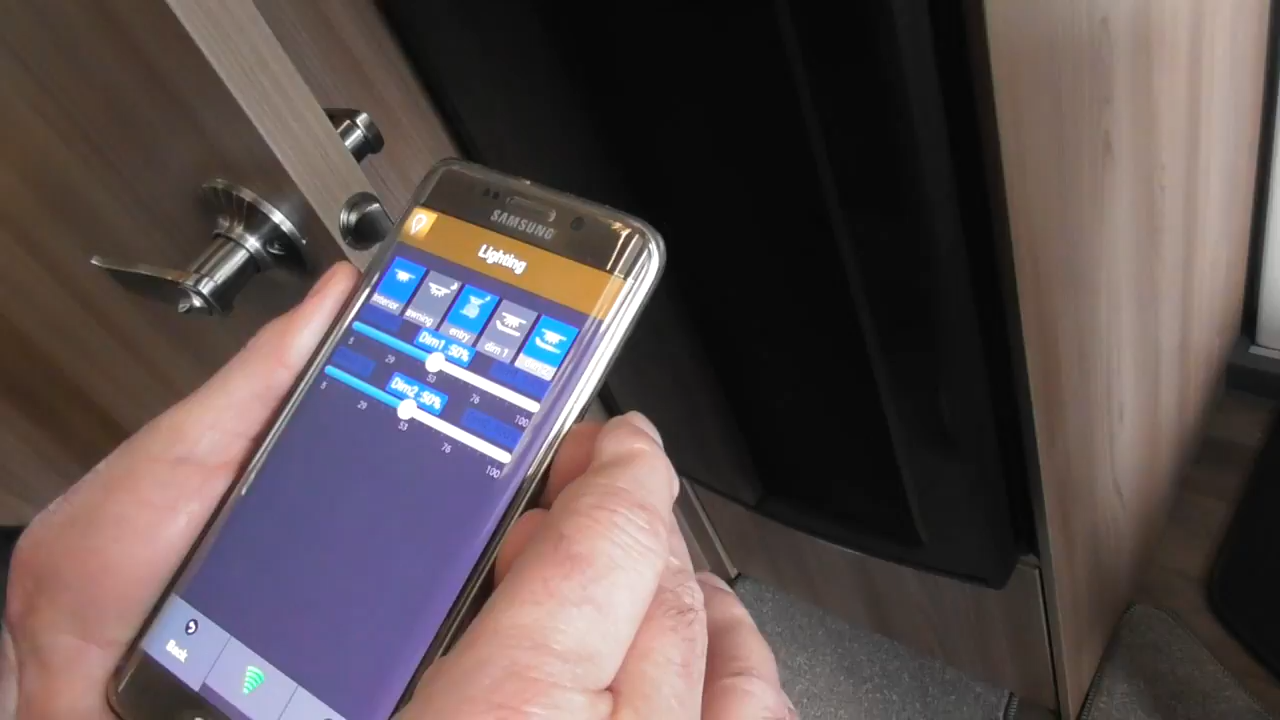 SAMSUNG
Lighting
interior
awning
entry
dim 1
Dim1 :50%
5 29 53 76 100
Dim2 :50%
5 29 53 76 100
Back